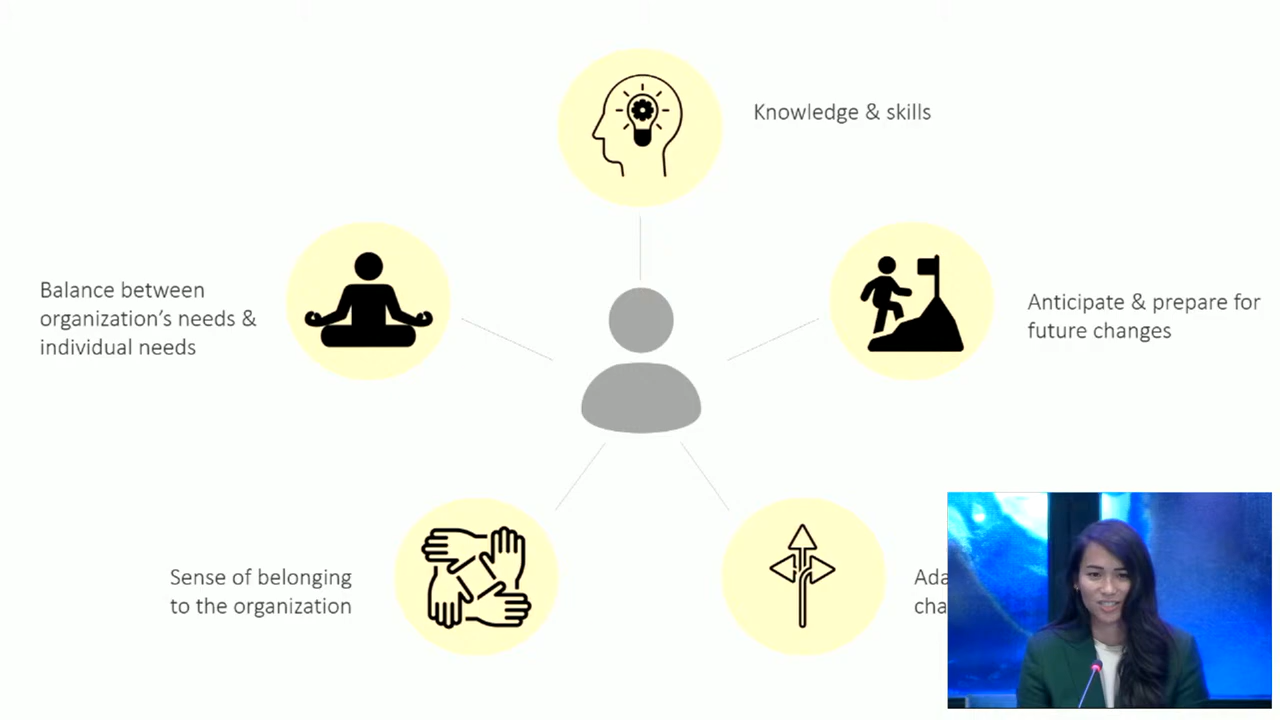 Knowledge & skills
Balance between
organization's needs &
individual needs
Anticipate & prepare for
future changes
Sense of belonging
to the organization